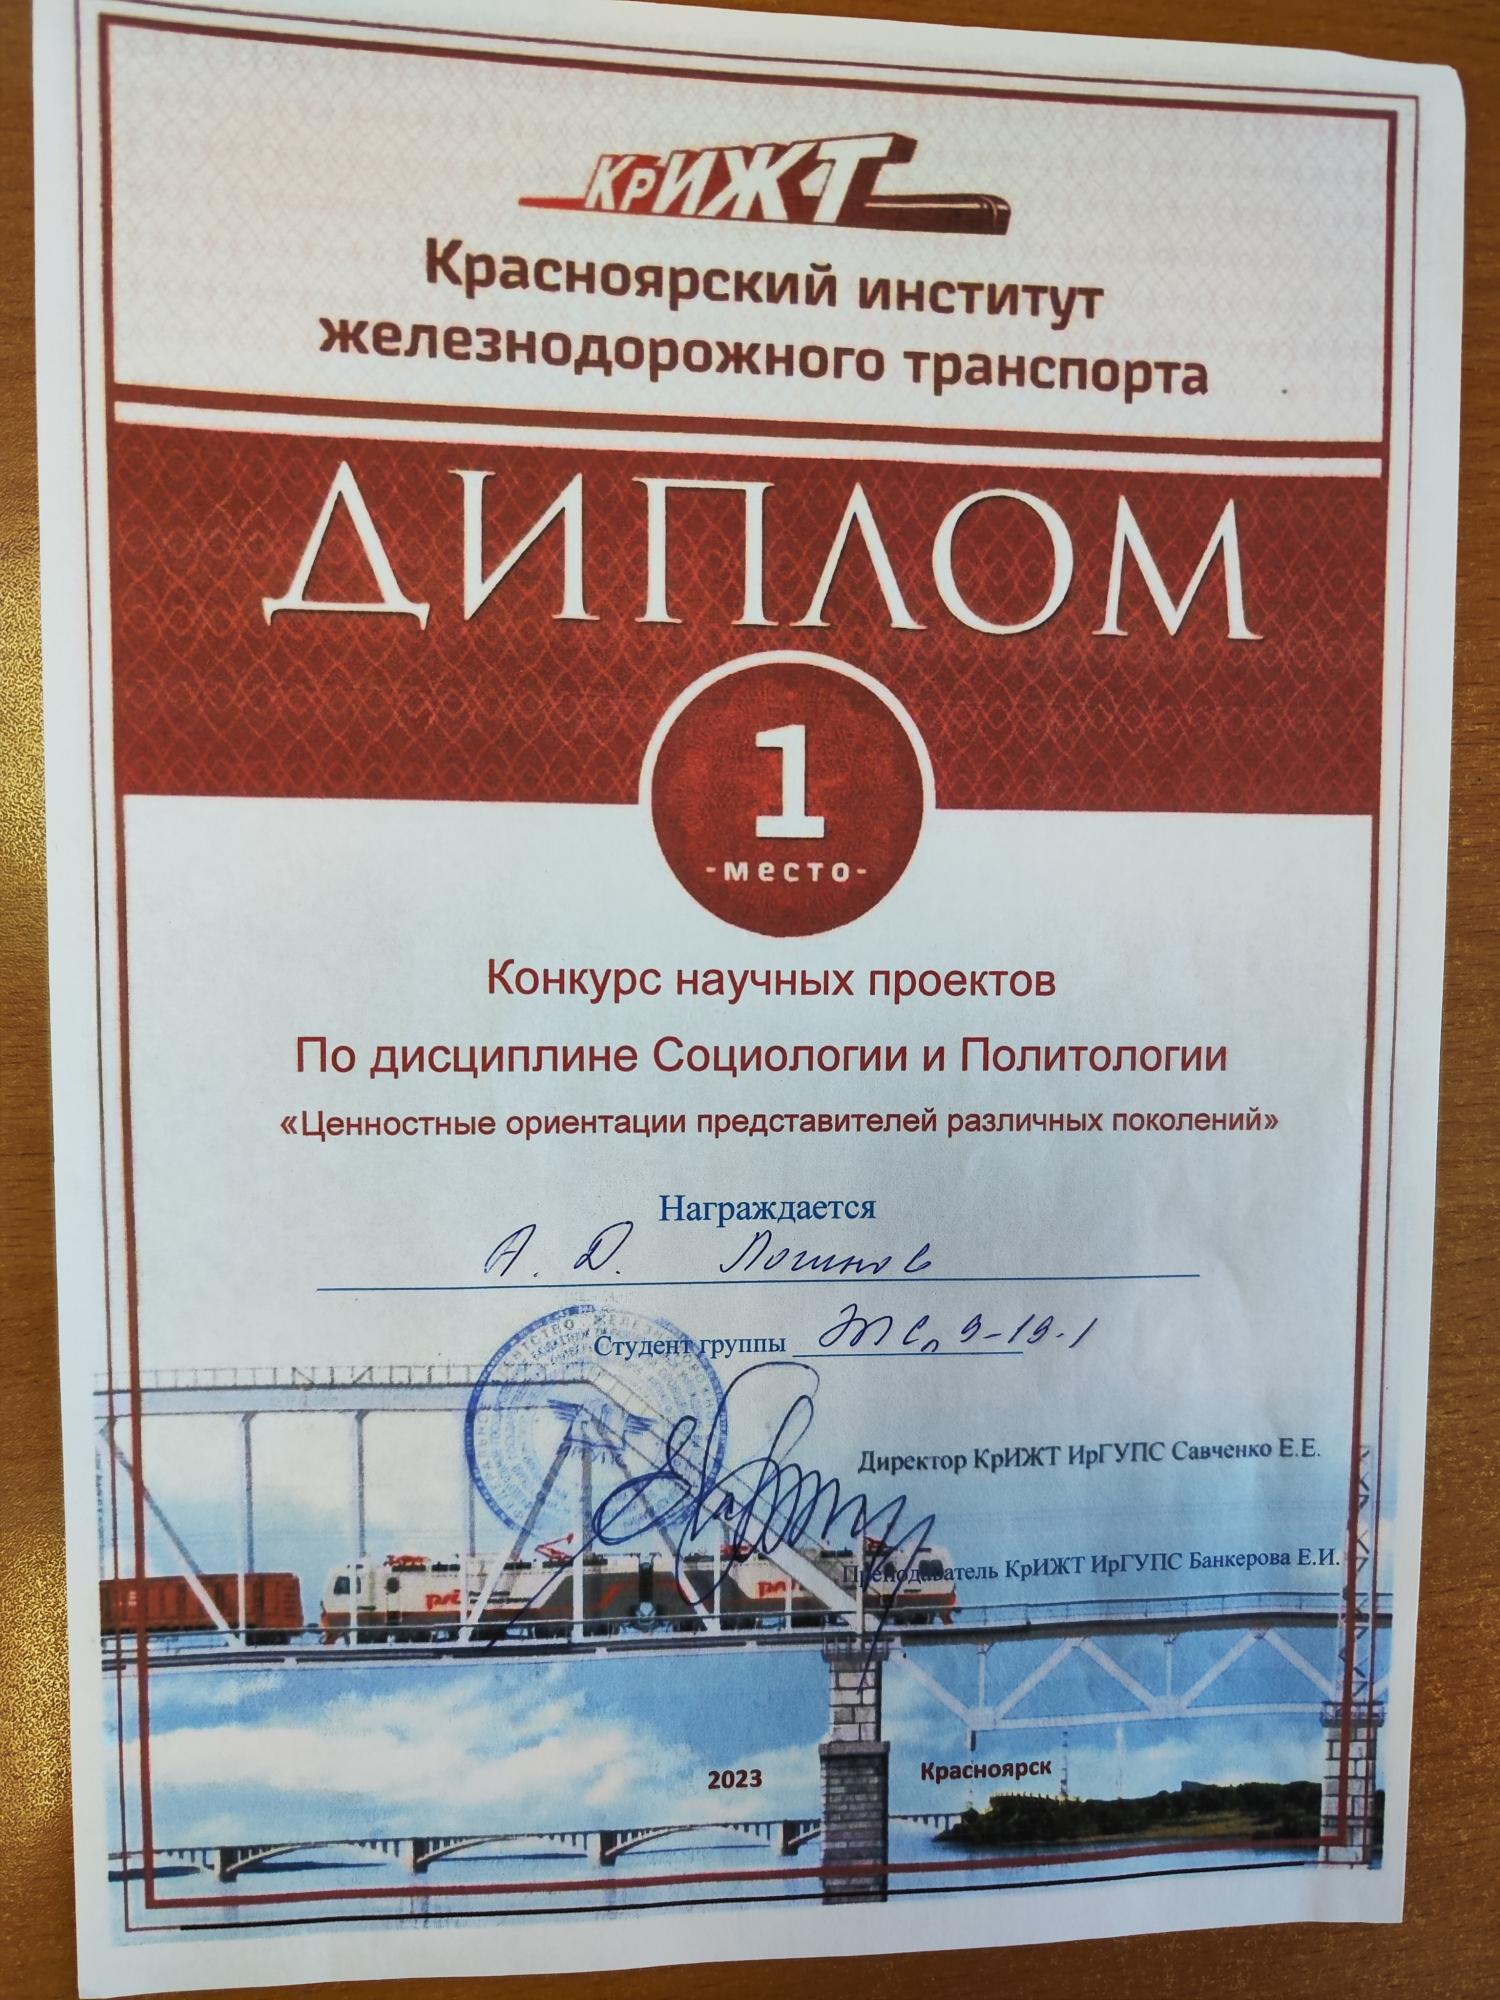 КрИЖТ
Красноярский институт
железнодорожного транспорта
ДИПЛОМ
1
-место-
Конкурс научных проектов
По дисциплине Социологии и Политологии
«Ценностные ориентации представителей различных поколений»
Награждается
А. Д. Логинов
Студент группы
Директор КрИЖТ ИрГУПС Савченко Е.Е.
Преподаватель КрИЖТ ИрГУПС Банкерова Е.И.
2023 Красноярск